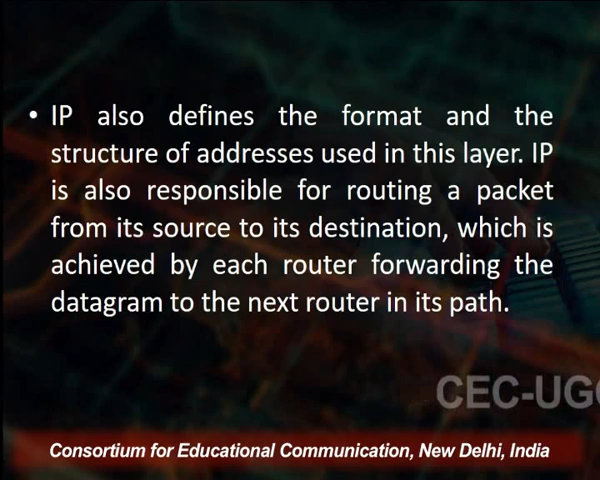 • IP also defines the format and the
structure of addresses used in this layer. IP
is also responsible for routing a packet
from its source to its destination, which is
achieved by each router forwarding the
datagram to the next router in its path.
CEC-UG
Consortium for Educational Communication, New Delhi, India